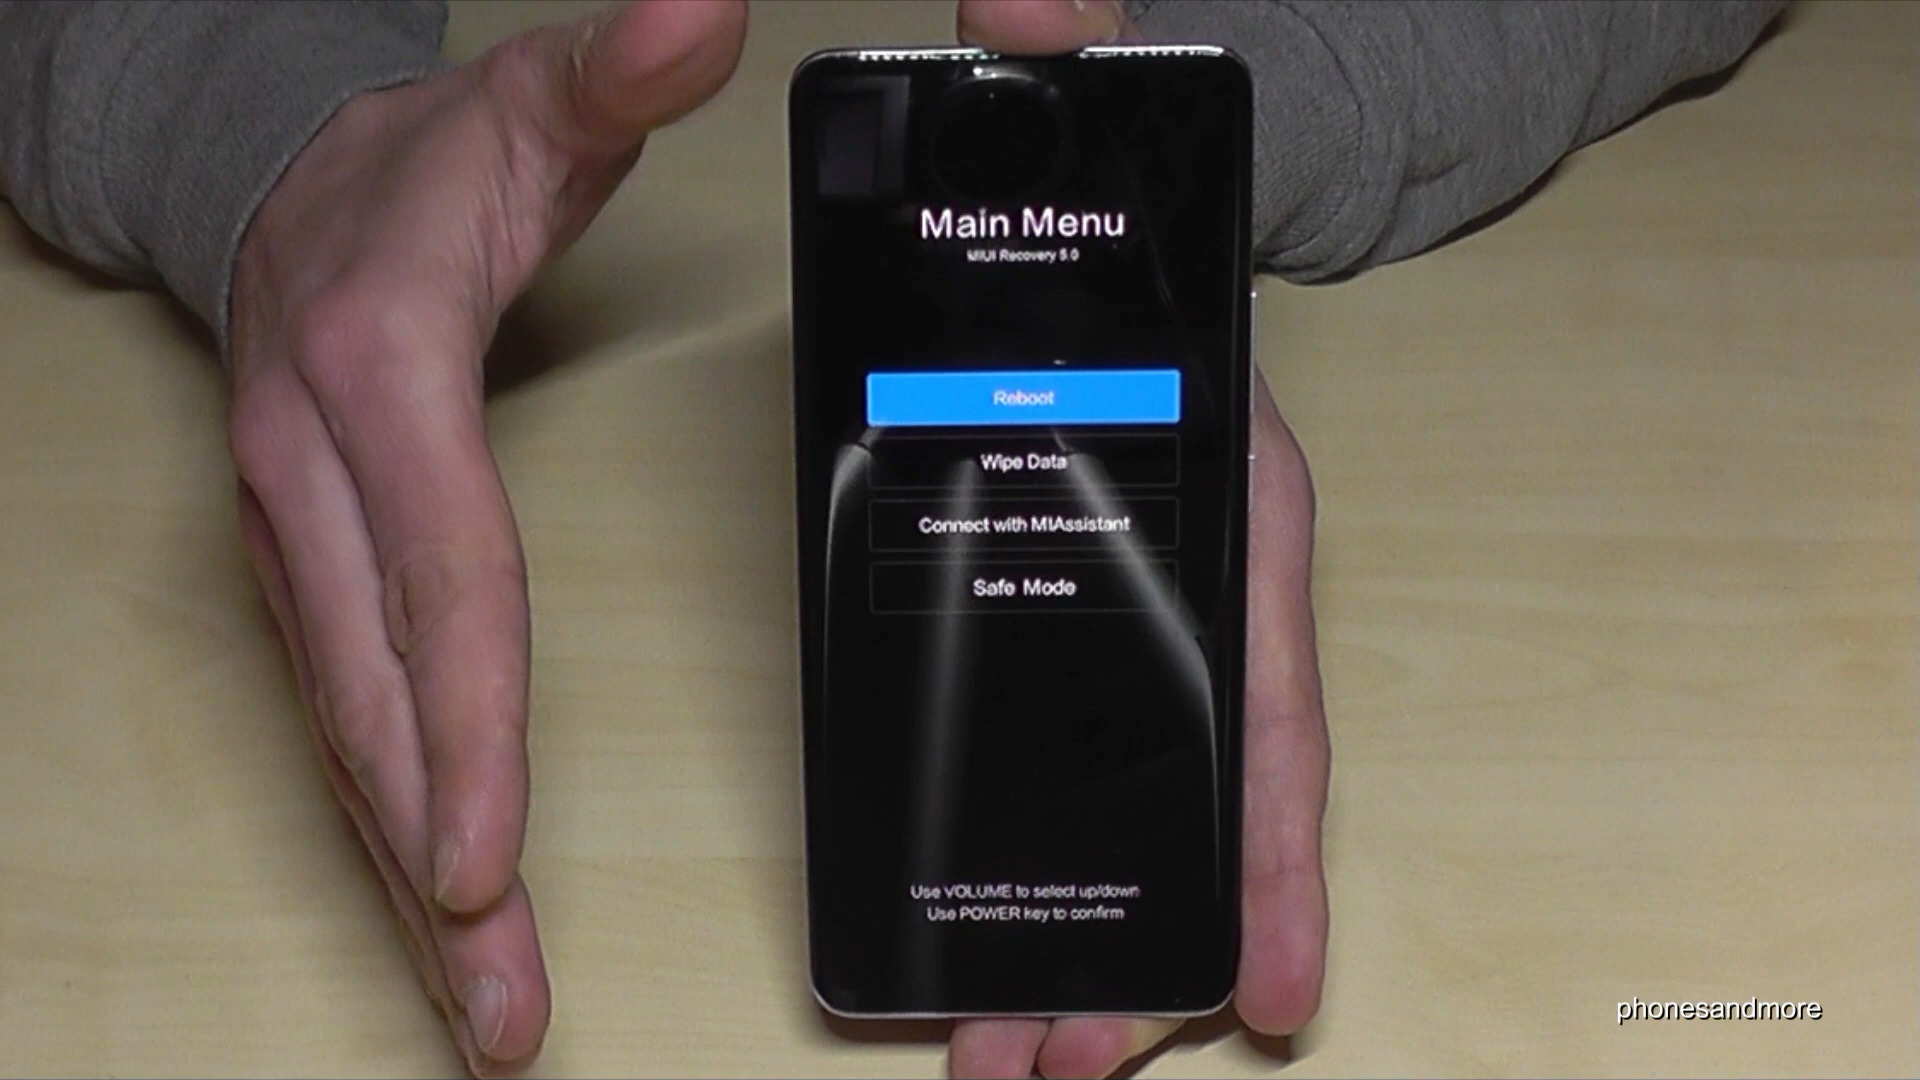 Main Menu
MIUI Recovery 5.0
Reboot
Wipe Data
Connect with MIAssistant
Safe Mode
Use VOLUME to select up/down
Use POWER key to confirm
phonesandmore